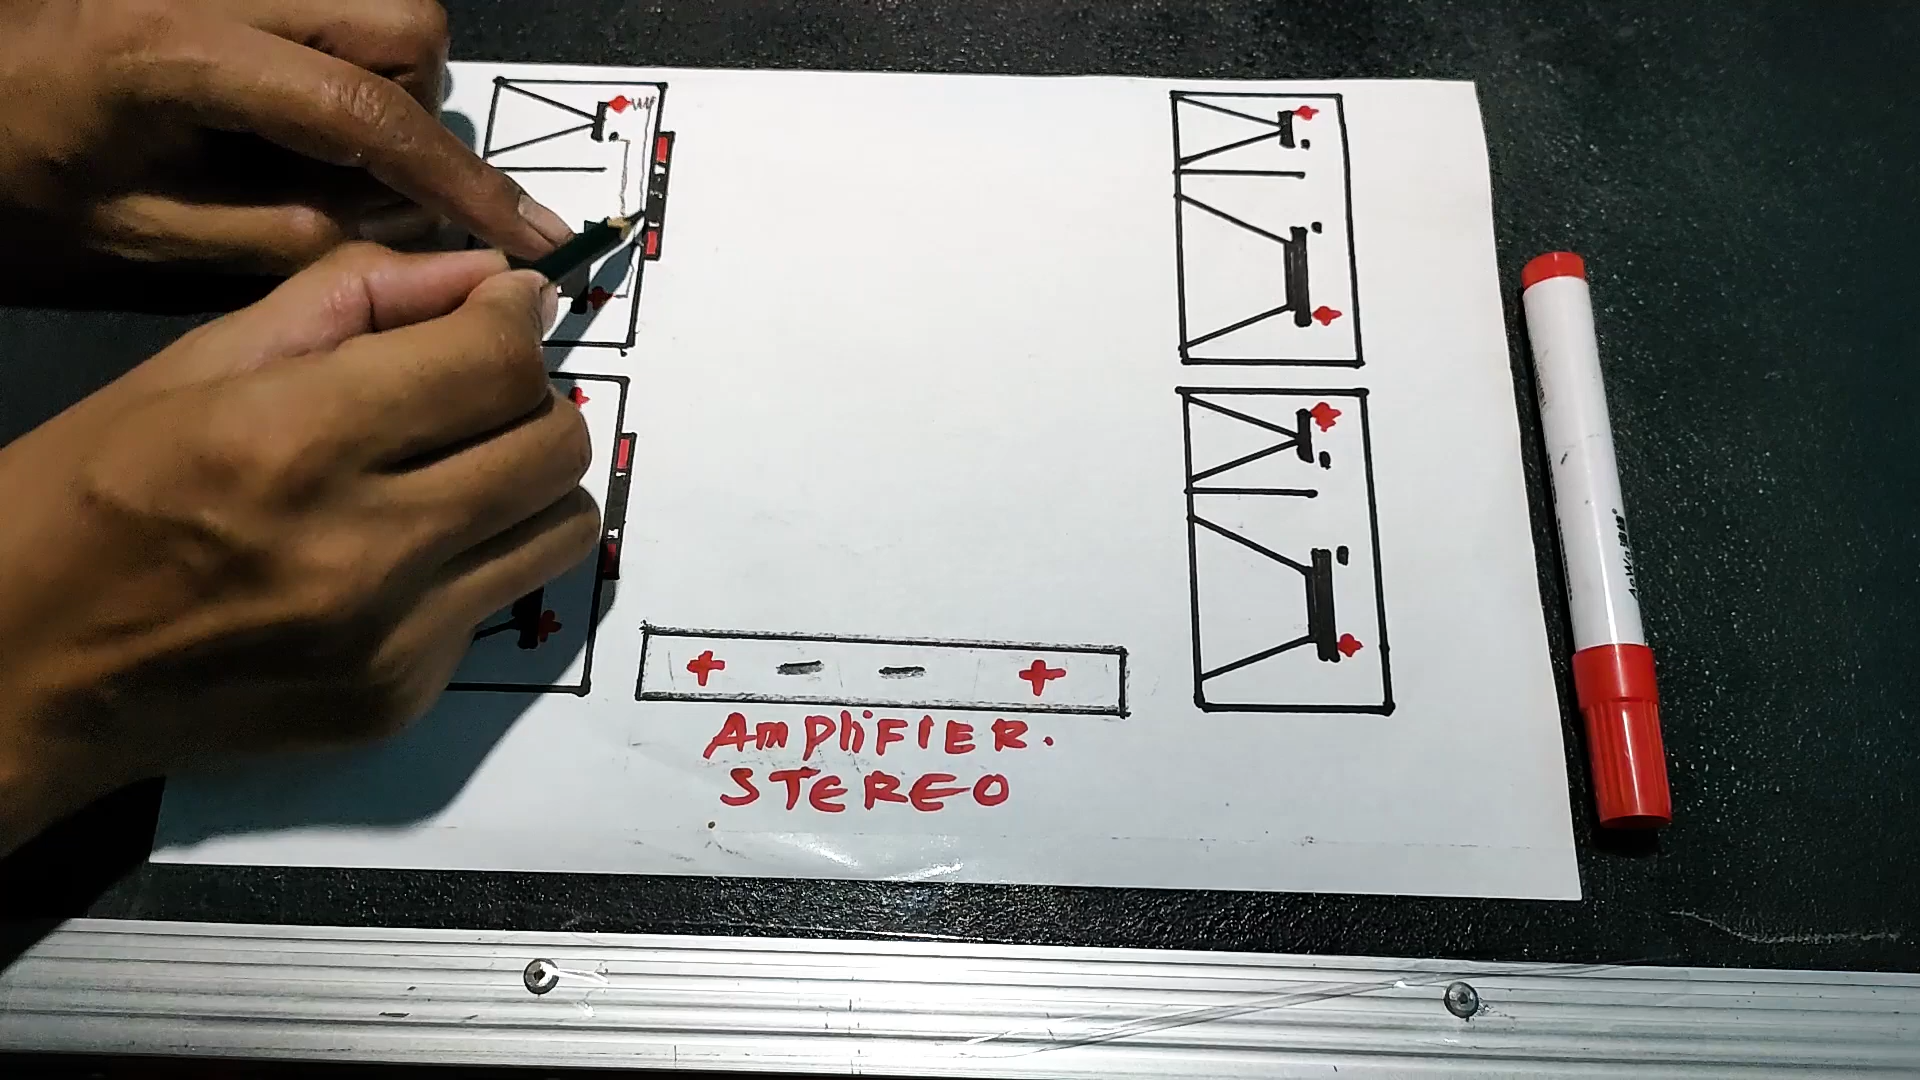 + - - +
AMPLiFIER.
STEREO